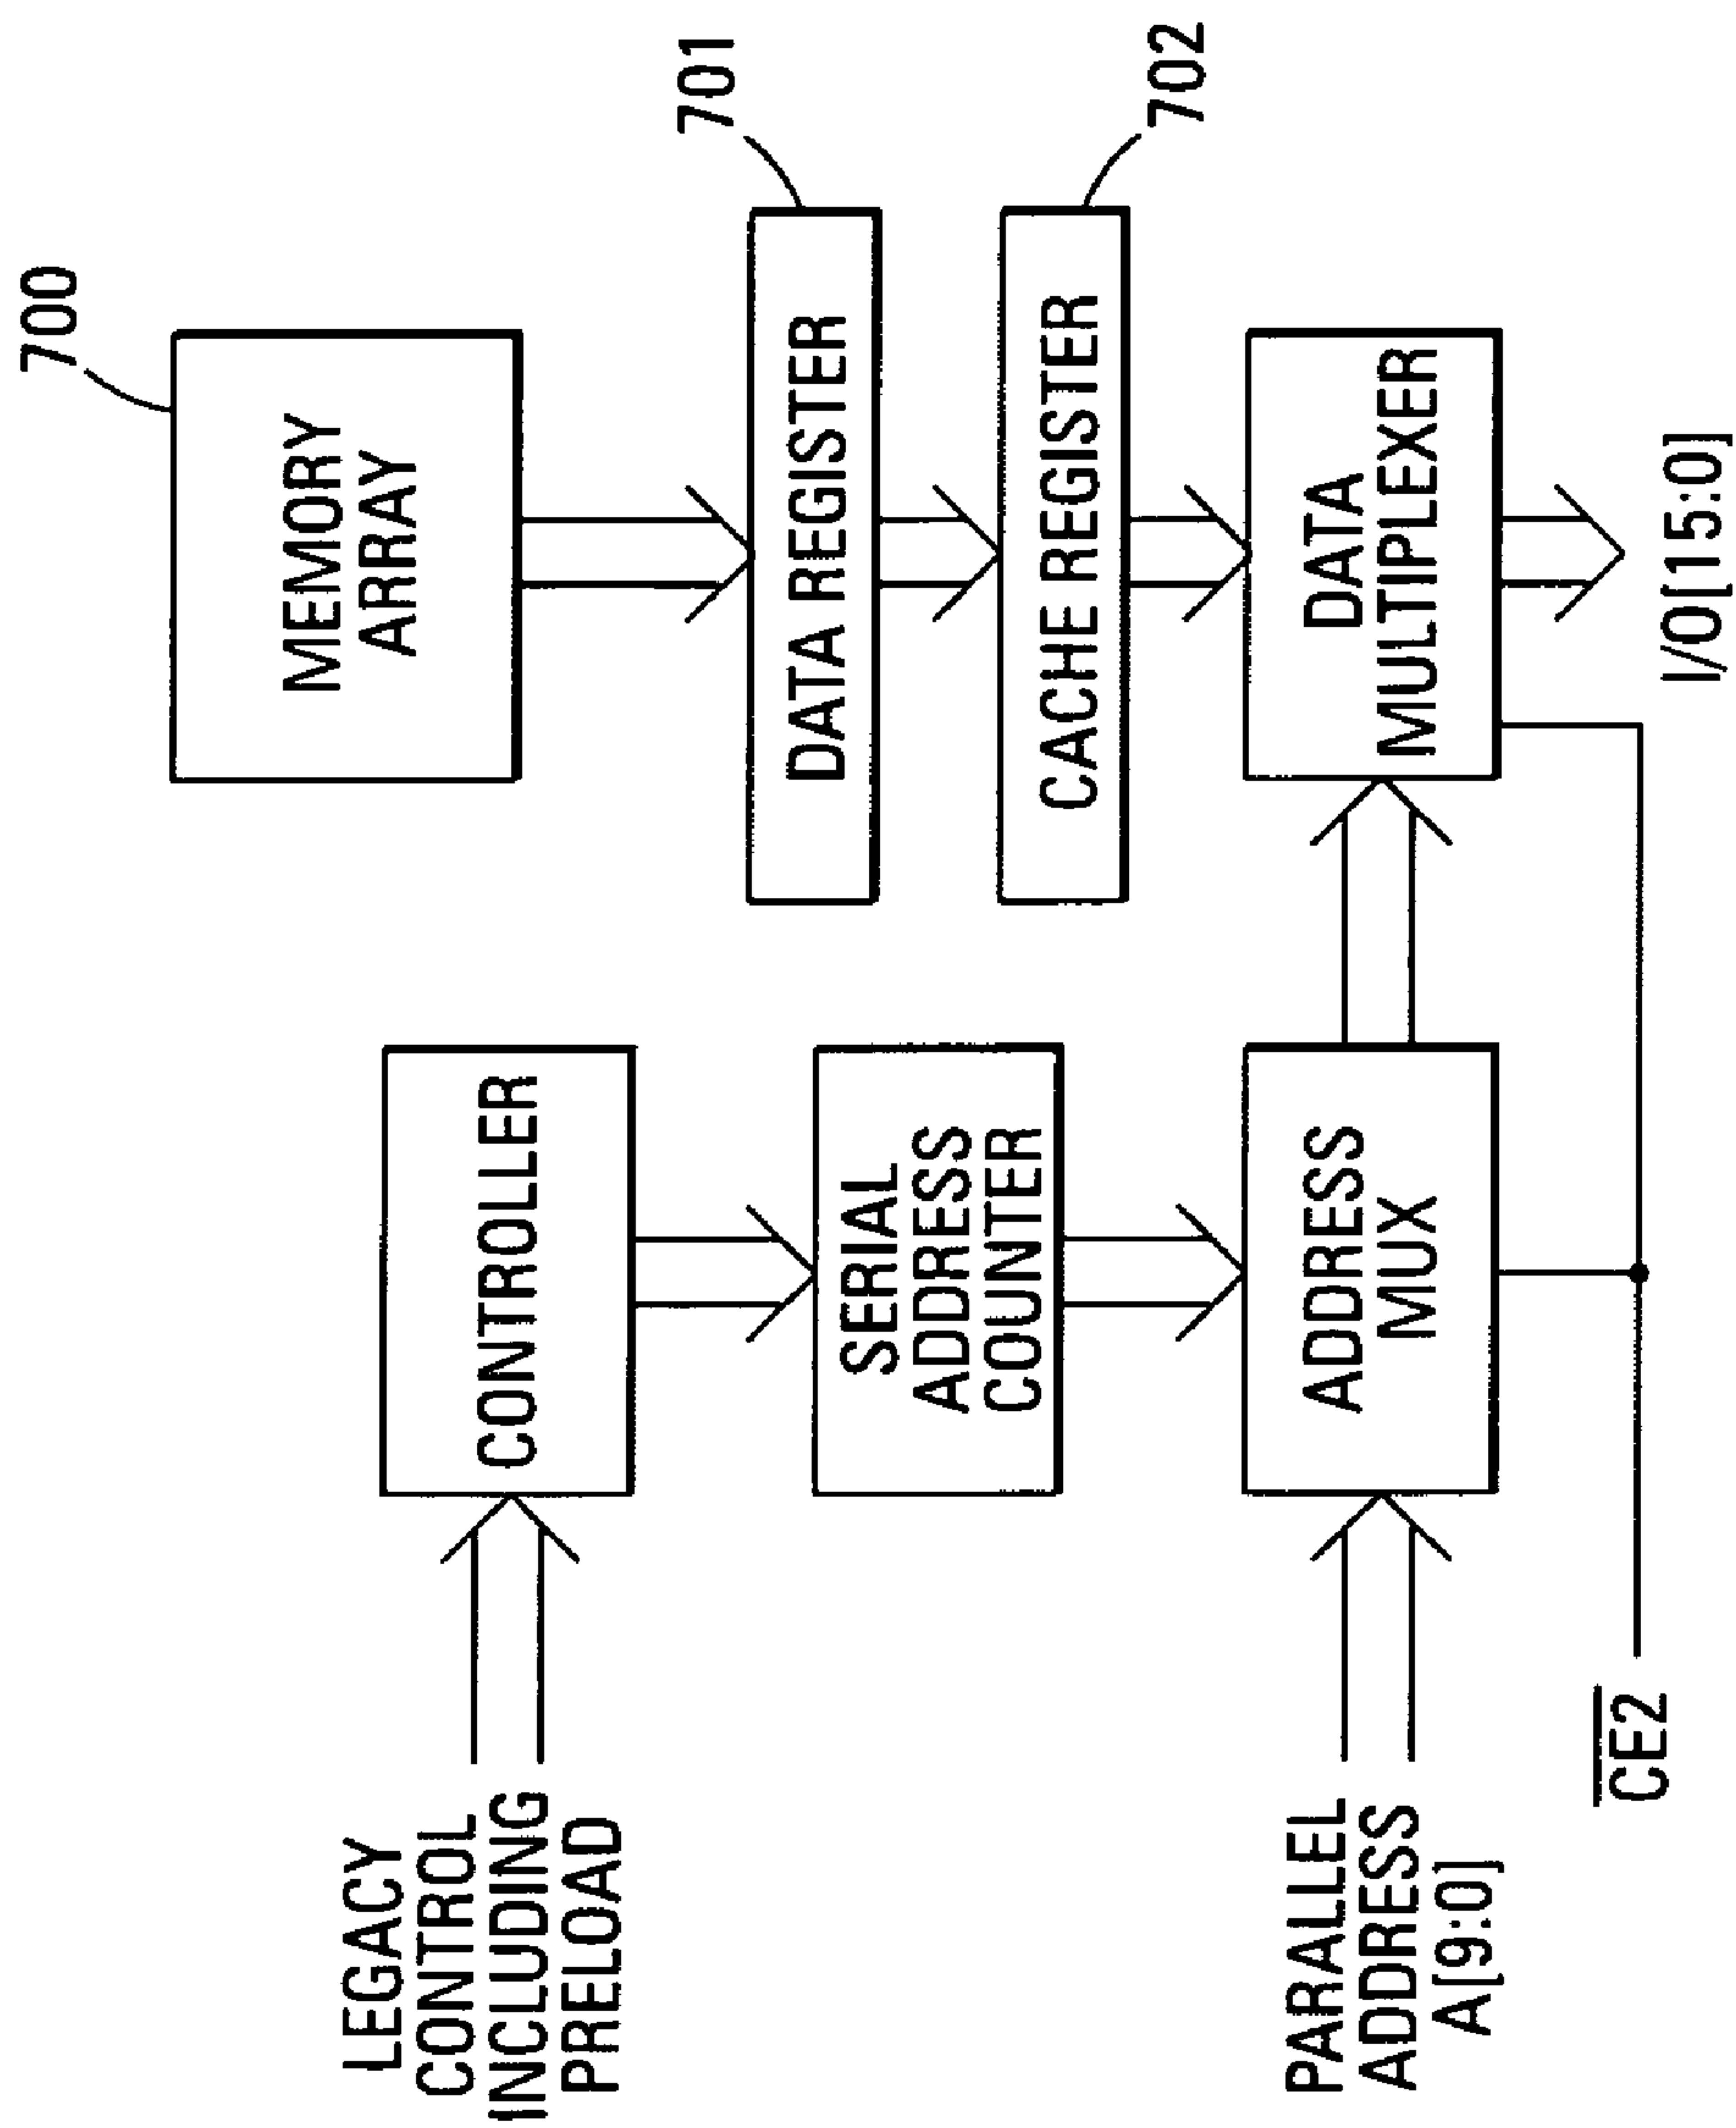 700
MEMORY
ARRAY
701
DATA REGISTER
702
CACHE REGISTER
DATA
MULTIPLEXER
I/O[15:0]
LEGACY
CONTROL
INCLUDING
PRELOAD
CONTROLLER
SERIAL
ADDRESS
COUNTER
PARALLEL
ADDRESS
A[9:0]
ADDRESS
MUX
CE2